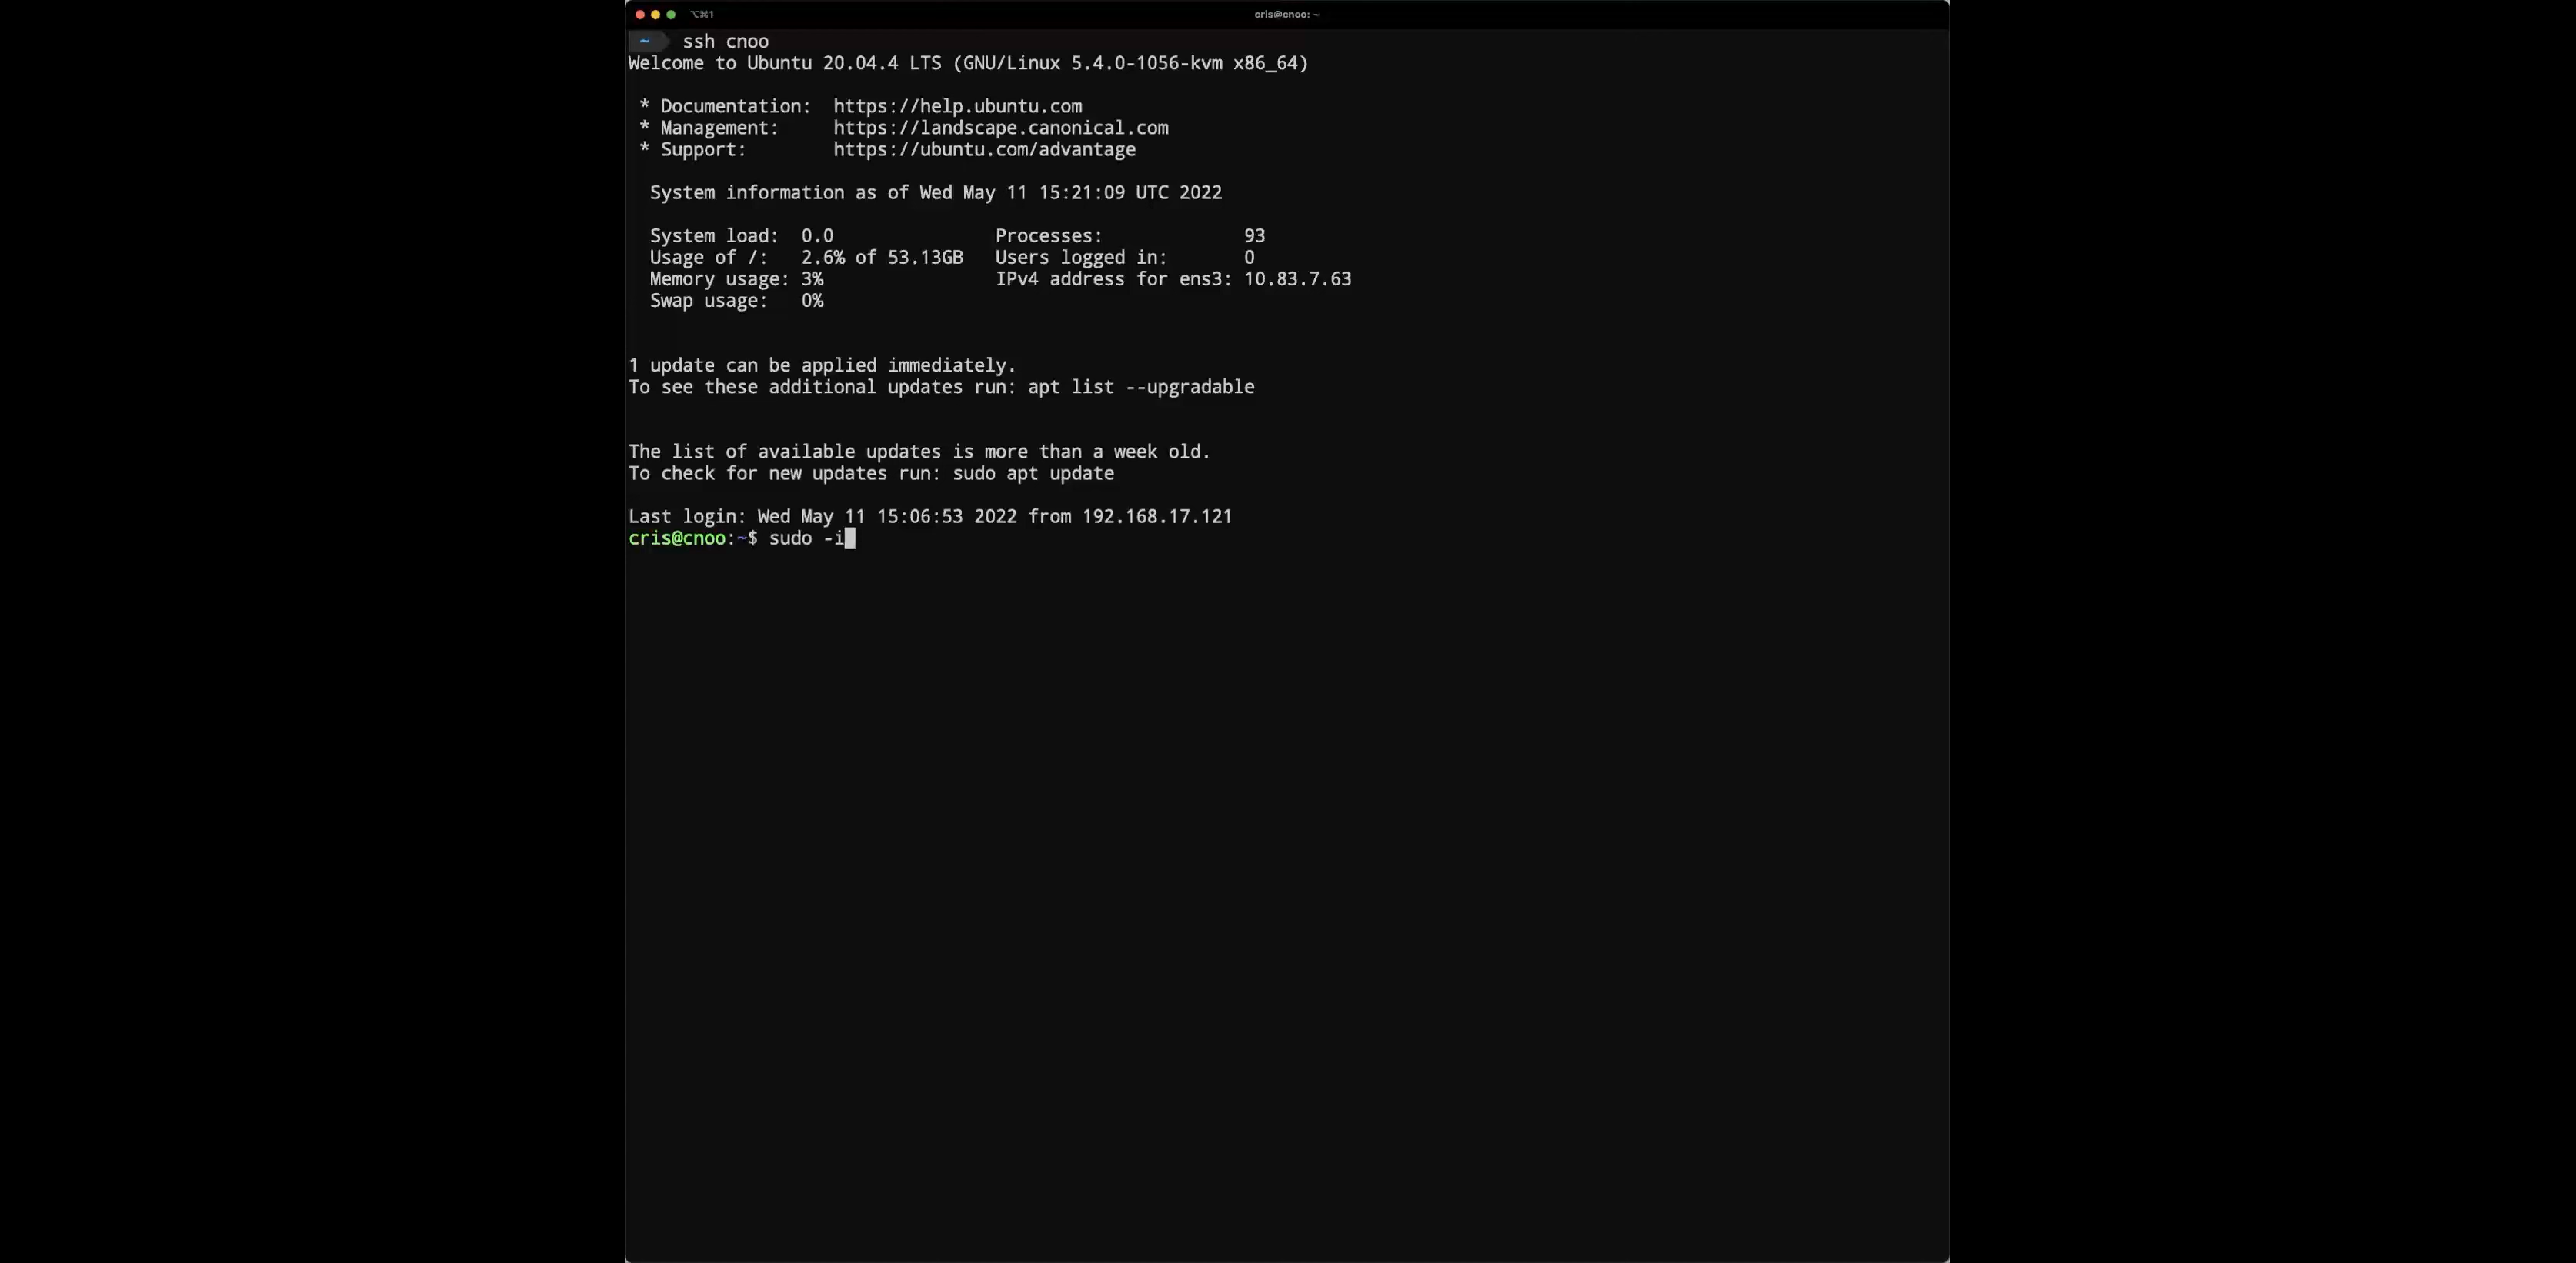 ⌥⌘1 cris@cnoo: ~
~ ssh cnoo
Welcome to Ubuntu 20.04.4 LTS (GNU/Linux 5.4.0-1056-kvm x86_64)
* Documentation: https://help.ubuntu.com
* Management: https://landscape.canonical.com
* Support: https://ubuntu.com/advantage
System information as of Wed May 11 15:21:09 UTC 2022
System load: 0.0 Processes: 93
Usage of /: 2.6% of 53.13GB Users logged in: 0
Memory usage: 3% IPv4 address for ens3: 10.83.7.63
Swap usage: 0%
1 update can be applied immediately.
To see these additional updates run: apt list --upgradable
The list of available updates is more than a week old.
To check for new updates run: sudo apt update
Last login: Wed May 11 15:06:53 2022 from 192.168.17.121
cris@cnoo:~$ sudo -i